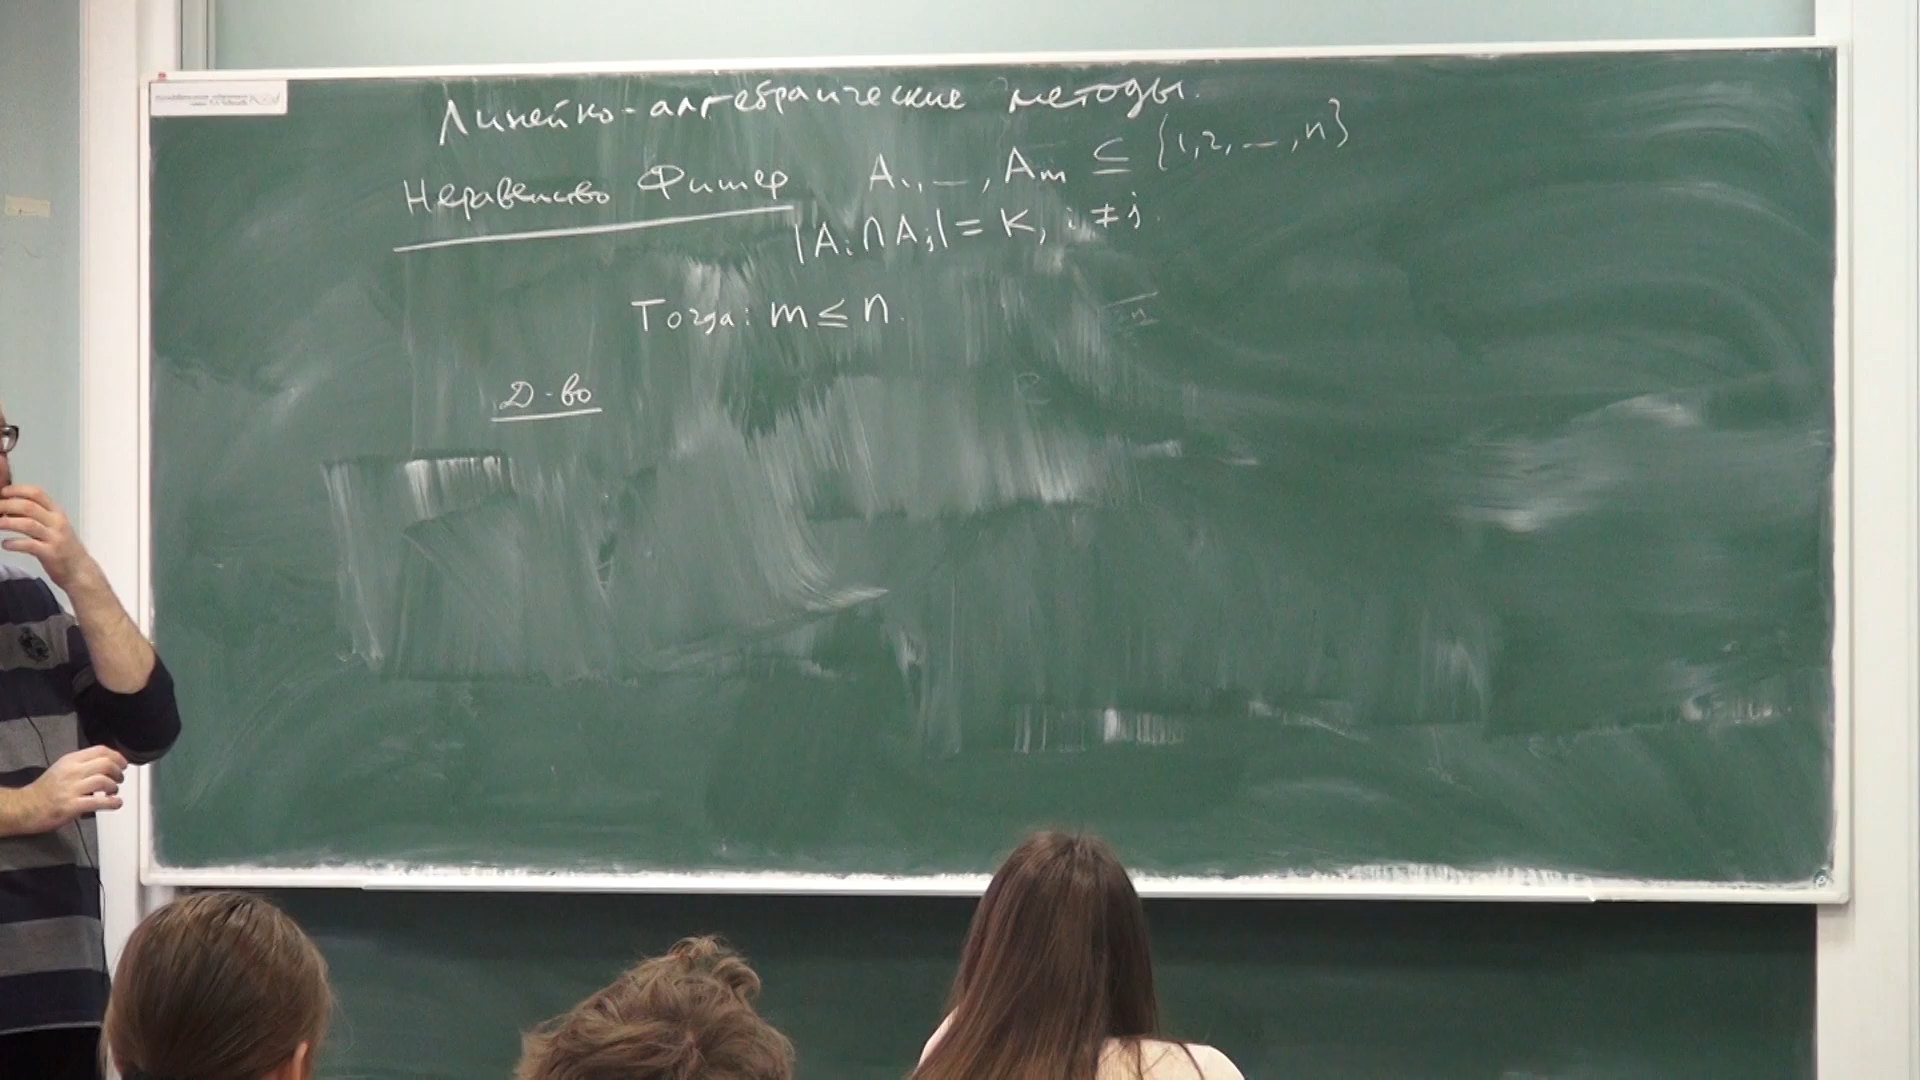 Линейно-алгебраические методы.
Неравенство Фишер A₁, ..., Aₘ ⊆ {1,2, ..., n}
|Aᵢ ∩ Aⱼ| = K, i ≠ j.
Тогда: m ≤ n.
Д-во